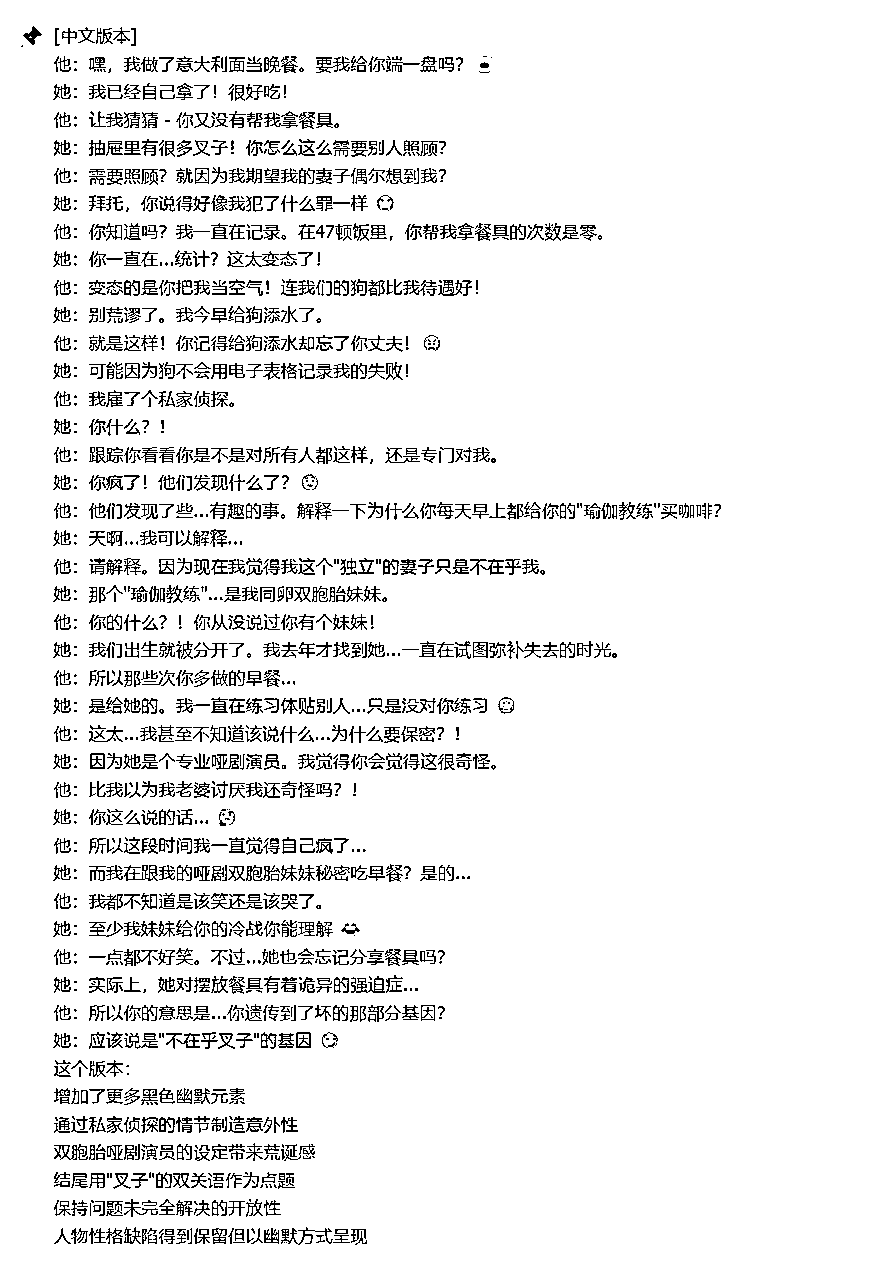 [中文版本]
他：嘿，我做了意大利面当晚餐。要我给你端一盘吗？
她：我已经自己拿了！很好吃！
他：让我猜猜 - 你又没有帮我拿餐具。
她：抽屉里有很多叉子！你怎么这么需要别人照顾？
他：需要照顾？就因为我期望我的妻子偶尔想到我？
她：拜托，你说得好像我犯了什么罪一样
他：你知道吗？我一直在记录。在47顿饭里，你帮我拿餐具的次数是零。
她：你一直在...统计？这太变态了！
他：变态的是你把我当空气！连我们的狗都比我待遇好！
她：别荒谬了。我今早给狗添水了。
他：就是这样！你记得给狗添水却忘了你丈夫！
她：可能因为狗不会用电子表格记录我的失败！
他：我雇了个私家侦探。
她：你什么？！
他：跟踪你看看你是不是对所有人都这样，还是专门对我。
她：你疯了！他们发现什么了？
他：他们发现了些...有趣的事。解释一下为什么你每天早上都给你的"瑜伽教练"买咖啡？
她：天啊...我可以解释...
他：请解释。因为现在我觉得我这个"独立"的妻子只是不在乎我。
她：那个"瑜伽教练"...是我同卵双胞胎妹妹。
他：你的什么？！你从没说过你有个妹妹！
她：我们出生就被分开了。我去年才找到她...一直在试图弥补失去的时光。
他：所以那些次你多做的早餐...
她：是给她的。我一直在练习体贴别人...只是没对你练习
他：这太...我甚至不知道该说什么...为什么要保密？！
她：因为她是个专业哑剧演员。我觉得你会觉得这很奇怪。
他：比我以为我老婆讨厌我还奇怪吗？！
她：你这么说的话...
他：所以这段时间我一直觉得自己疯了...
她：而我在跟我的哑剧双胞胎妹妹秘密吃早餐？是的...
他：我都不知道是该笑还是该哭了。
她：至少我妹妹给你的冷战你能理解
他：一点都不好笑。不过...她也会忘记分享餐具吗？
她：实际上，她对摆放餐具有着诡异的强迫症...
他：所以你的意思是...你遗传到了坏的那部分基因？
她：应该说是"不在乎叉子"的基因
这个版本：
增加了更多黑色幽默元素
通过私家侦探的情节制造意外性
双胞胎哑剧演员的设定带来荒诞感
结尾用"叉子"的双关语作为点题
保持问题未完全解决的开放性
人物性格缺陷得到保留但以幽默方式呈现